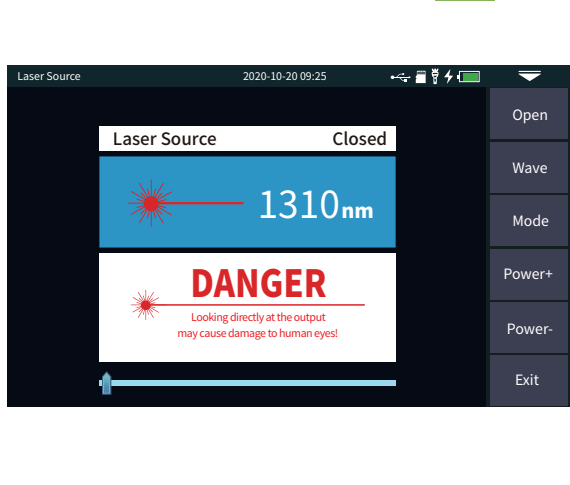 Laser Source
2020-10-20 09:25
Open
Laser Source
Closed
Wave
1310nm
Mode
DANGER
Power+
Looking directly at the output
may cause damage to human eyes!
Power-
Exit